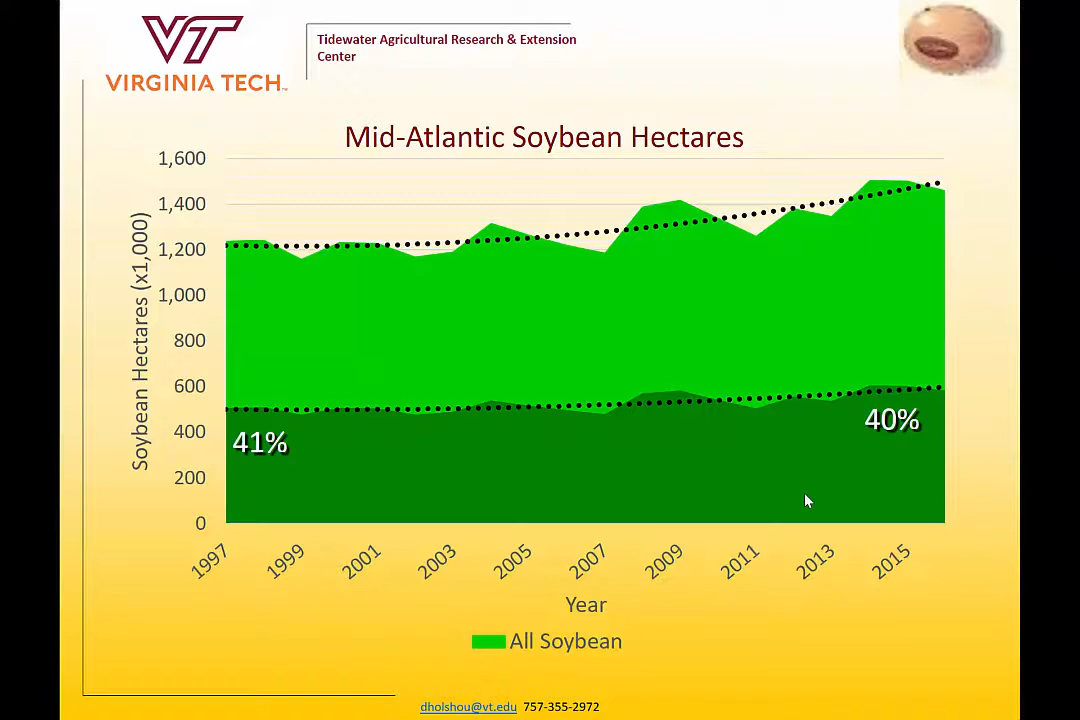 VT
VIRGINIA TECH™
Tidewater Agricultural Research & Extension
Center
Mid-Atlantic Soybean Hectares
Soybean Hectares (x1,000)
1,600
1,400
1,200
1,000
800
600
400
200
0
41%
40%
1997
1999
2001
2003
2005
2007
2009
2011
2013
2015
Year
All Soybean
dholshou@vt.edu 757-355-2972